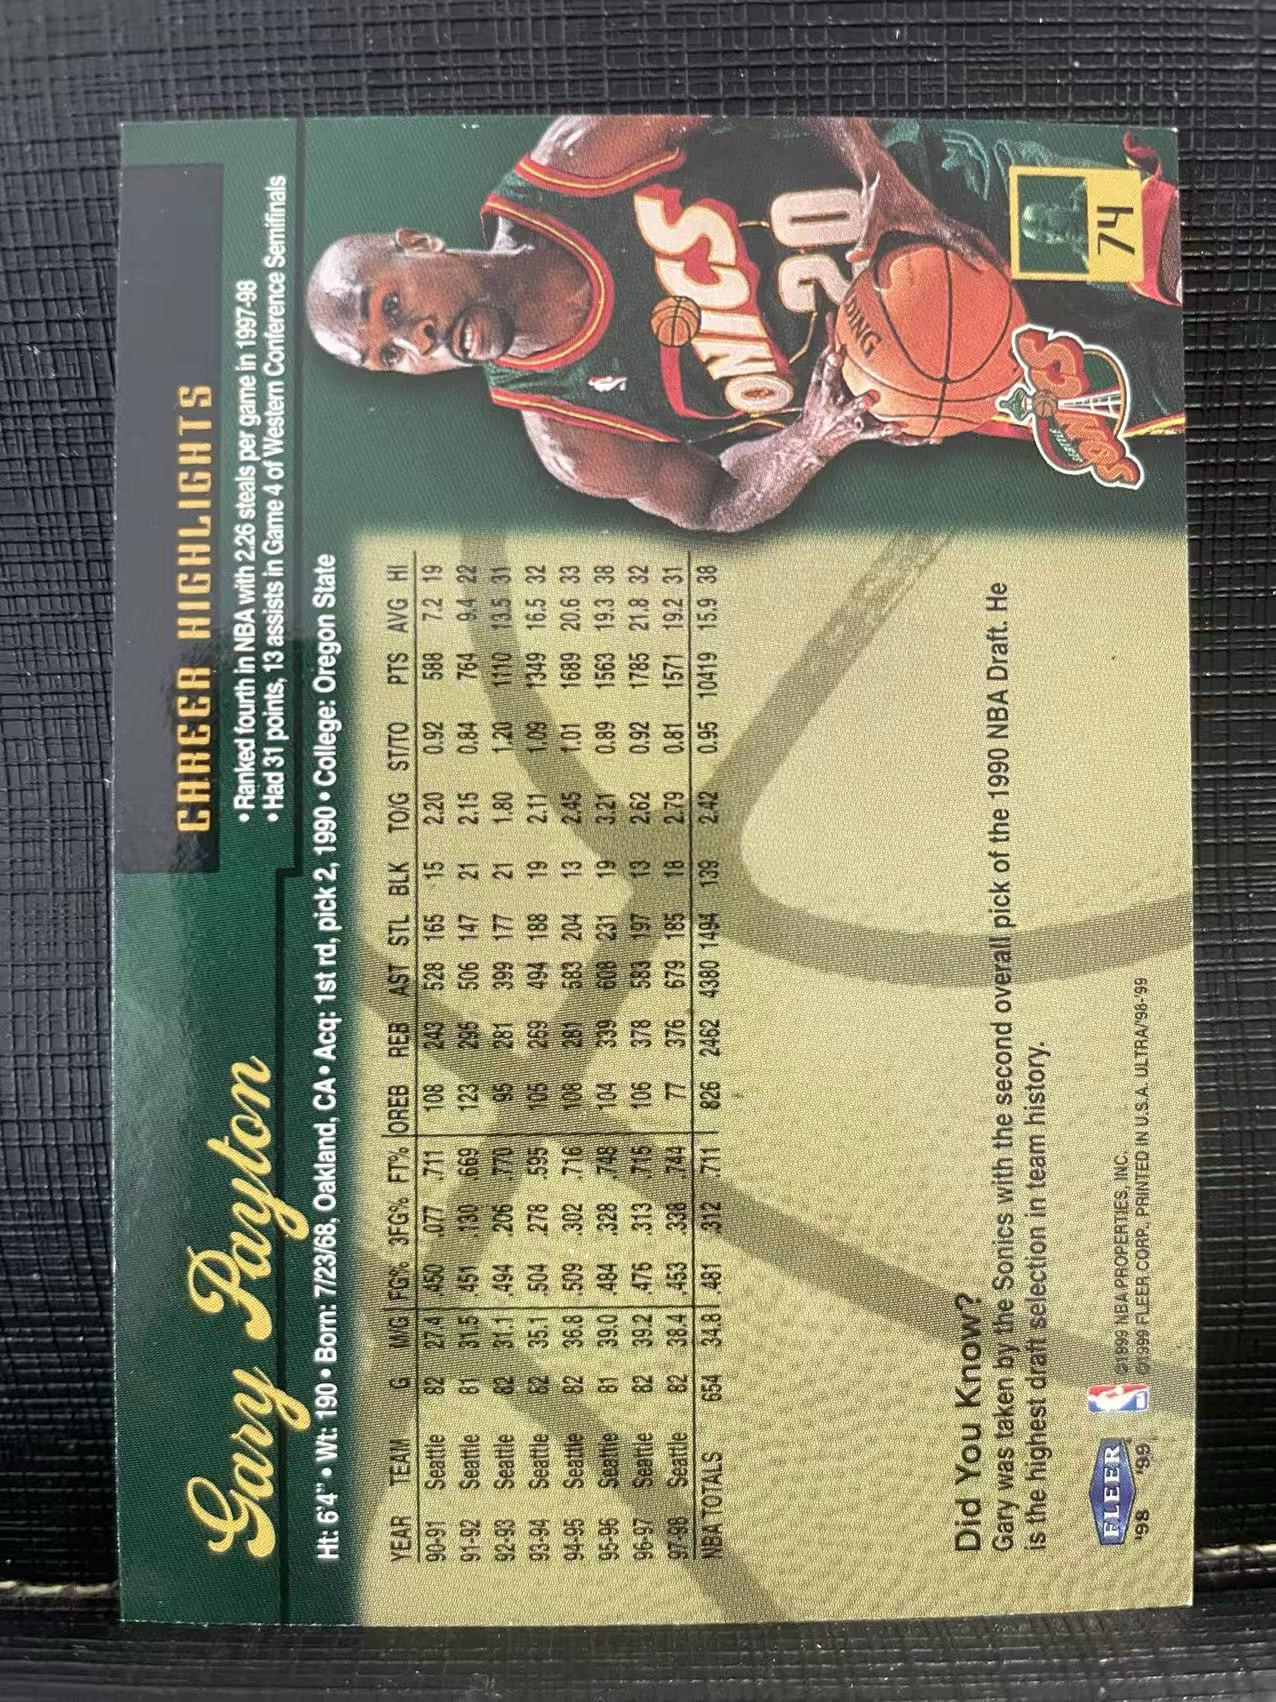 CAREER HIGHLIGHTS
Gary Payton
• Ranked fourth in NBA with 2.26 steals per game in 1997-98
• Had 31 points, 13 assists in Game 4 of Western Conference Semifinals
Ht: 6'4" • Wt: 190 • Born: 7/23/68, Oakland, CA • Acq: 1st rd, pick 2, 1990 • College: Oregon State
YEAR TEAM G M/G FG% 3FG% FT% OREB REB AST STL BLK TO/G ST/TO PTS AVG HI
90-91 Seattle 82 27.4 .450 .077 .711 108 243 528 165 15 2.20 0.92 588 7.2 19
91-92 Seattle 81 31.5 .451 .130 .669 123 295 506 147 21 2.15 0.84 764 9.4 22
92-93 Seattle 82 31.1 .494 .206 .770 95 281 399 177 21 1.80 1.20 1110 13.5 31
93-94 Seattle 82 35.1 .504 .278 .595 105 269 494 188 19 2.11 1.09 1349 16.5 32
94-95 Seattle 82 36.8 .509 .302 .716 108 281 583 204 13 2.45 1.01 1689 20.6 33
95-96 Seattle 81 39.0 .484 .328 .748 104 339 608 231 19 3.21 0.89 1563 19.3 38
96-97 Seattle 82 39.2 .476 .313 .715 106 378 583 197 13 2.62 0.92 1785 21.8 32
97-98 Seattle 82 38.4 .453 .338 .744 77 376 679 185 18 2.79 0.81 1571 19.2 31
NBA TOTALS 654 34.8 .481 .312 .711 826 2462 4380 1494 139 2.42 0.95 10419 15.9 38
SONICS
20
DING
Did You Know?
Gary was taken by the Sonics with the second overall pick of the 1990 NBA Draft. He
is the highest draft selection in team history.
FLEER
'98 '99
©1999 NBA PROPERTIES, INC.
©1999 FLEER CORP., PRINTED IN U.S.A. ULTRA/'98-'99
SEATTLE
SONICS
74